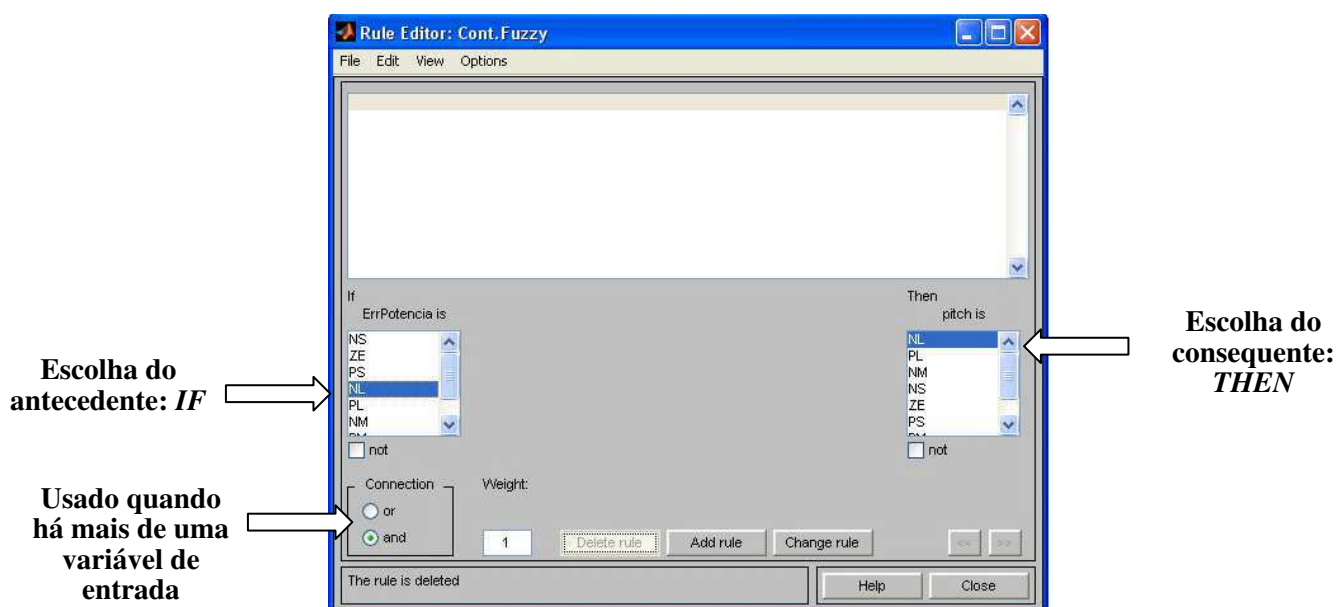 Rule Editor: Cont.Fuzzy
File Edit View Options
If
ErrPotencia is
NS
ZE
PS
NL
PL
NM
not
Then
pitch is
NL
PL
NM
NS
ZE
PS
not
Connection
or
and
Weight:
1
Delete rule
Add rule
Change rule
<<
>>
The rule is deleted
Help
Close
Escolha do
antecedente: IF
Usado quando
há mais de uma
variável de
entrada
Escolha do
consequente:
THEN